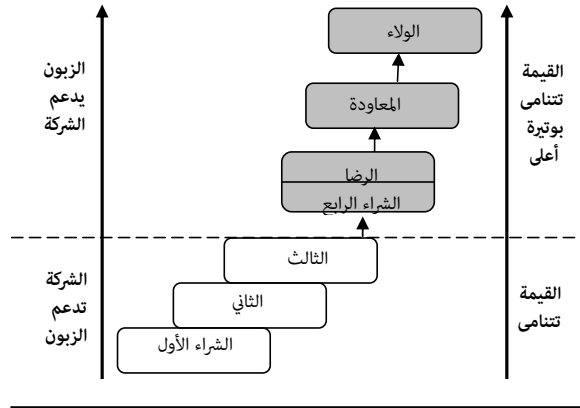 الولاء
المعاودة
الرضا
الشراء الرابع
الثالث
الثاني
الشراء الأول
القيمة
تتنامى
بوتيرة
أعلى
القيمة
تتنامى
الزبون
يدعم
الشركة
الشركة
تدعم
الزبون